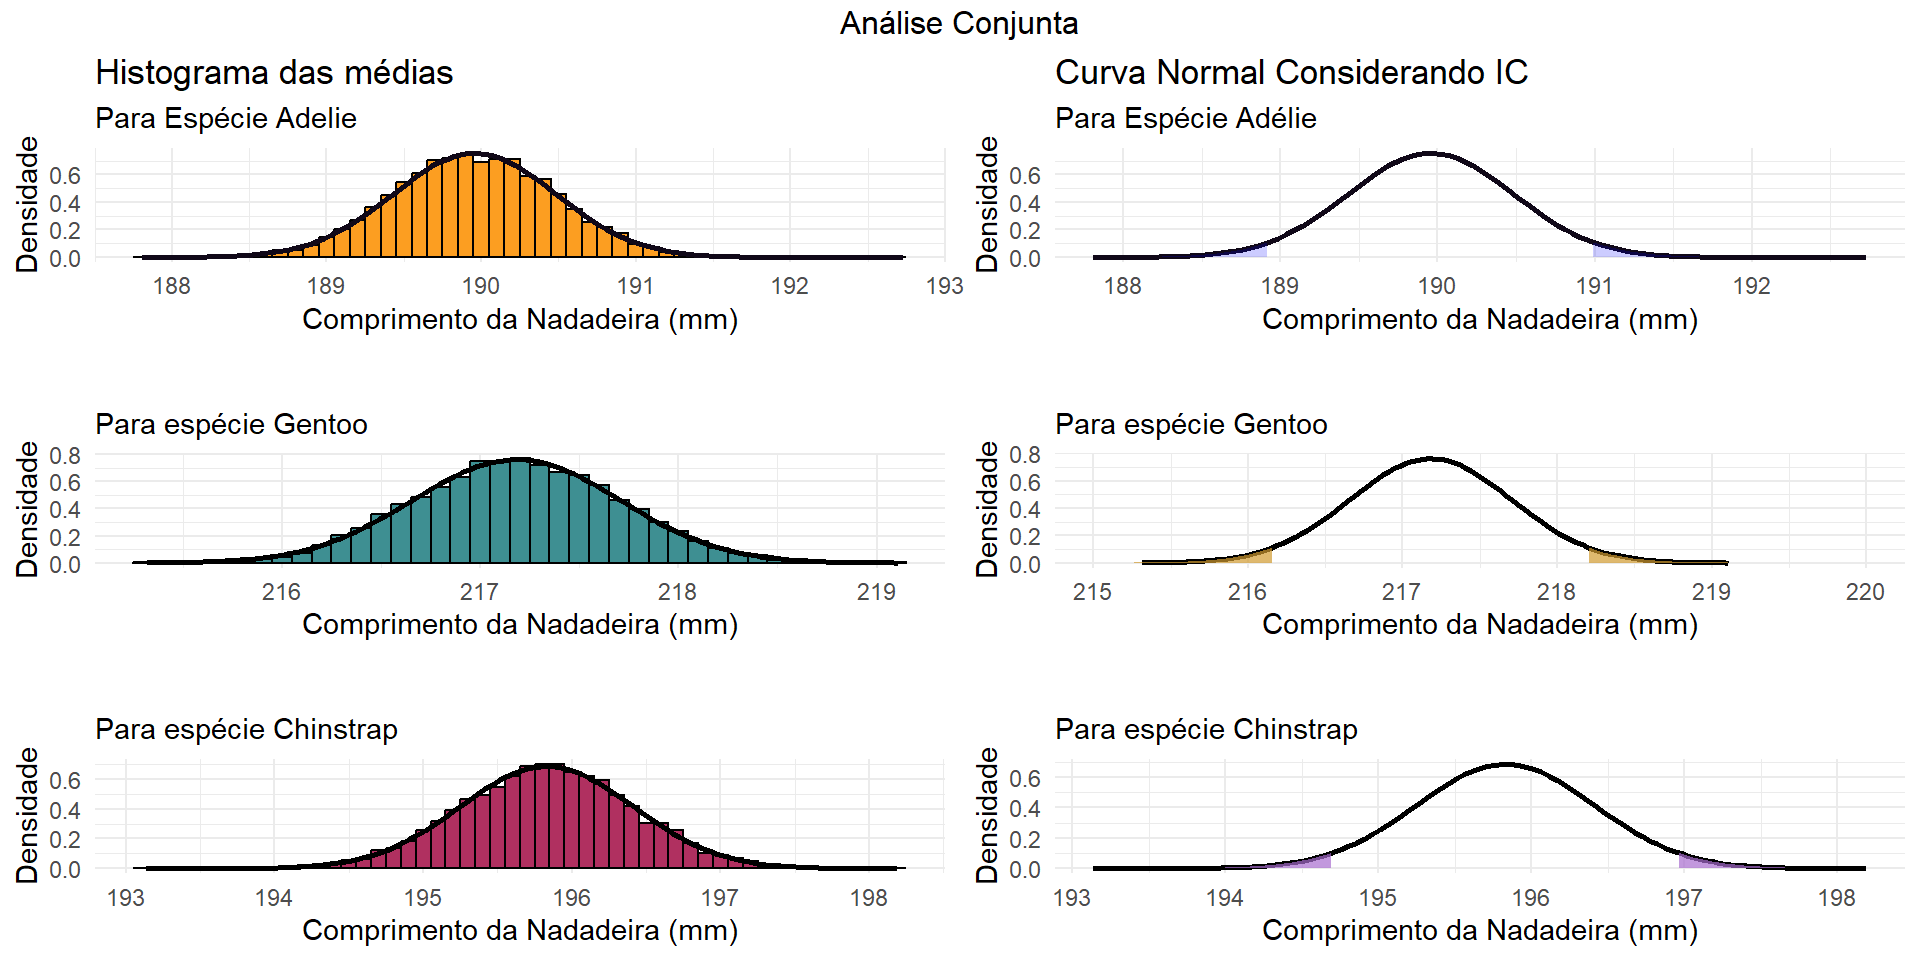 Análise Conjunta
Histograma das médias
Para Espécie Adelie
Densidade
0.6
0.4
0.2
0.0
188 189 190 191 192 193
Comprimento da Nadadeira (mm)
Curva Normal Considerando IC
Para Espécie Adélie
Densidade
0.6
0.4
0.2
0.0
188 189 190 191 192
Comprimento da Nadadeira (mm)
Para espécie Gentoo
Densidade
0.8
0.6
0.4
0.2
0.0
216 217 218 219
Comprimento da Nadadeira (mm)
Para espécie Gentoo
Densidade
0.8
0.6
0.4
0.2
0.0
215 216 217 218 219 220
Comprimento da Nadadeira (mm)
Para espécie Chinstrap
Densidade
0.6
0.4
0.2
0.0
193 194 195 196 197 198
Comprimento da Nadadeira (mm)
Para espécie Chinstrap
Densidade
0.6
0.4
0.2
0.0
193 194 195 196 197 198
Comprimento da Nadadeira (mm)